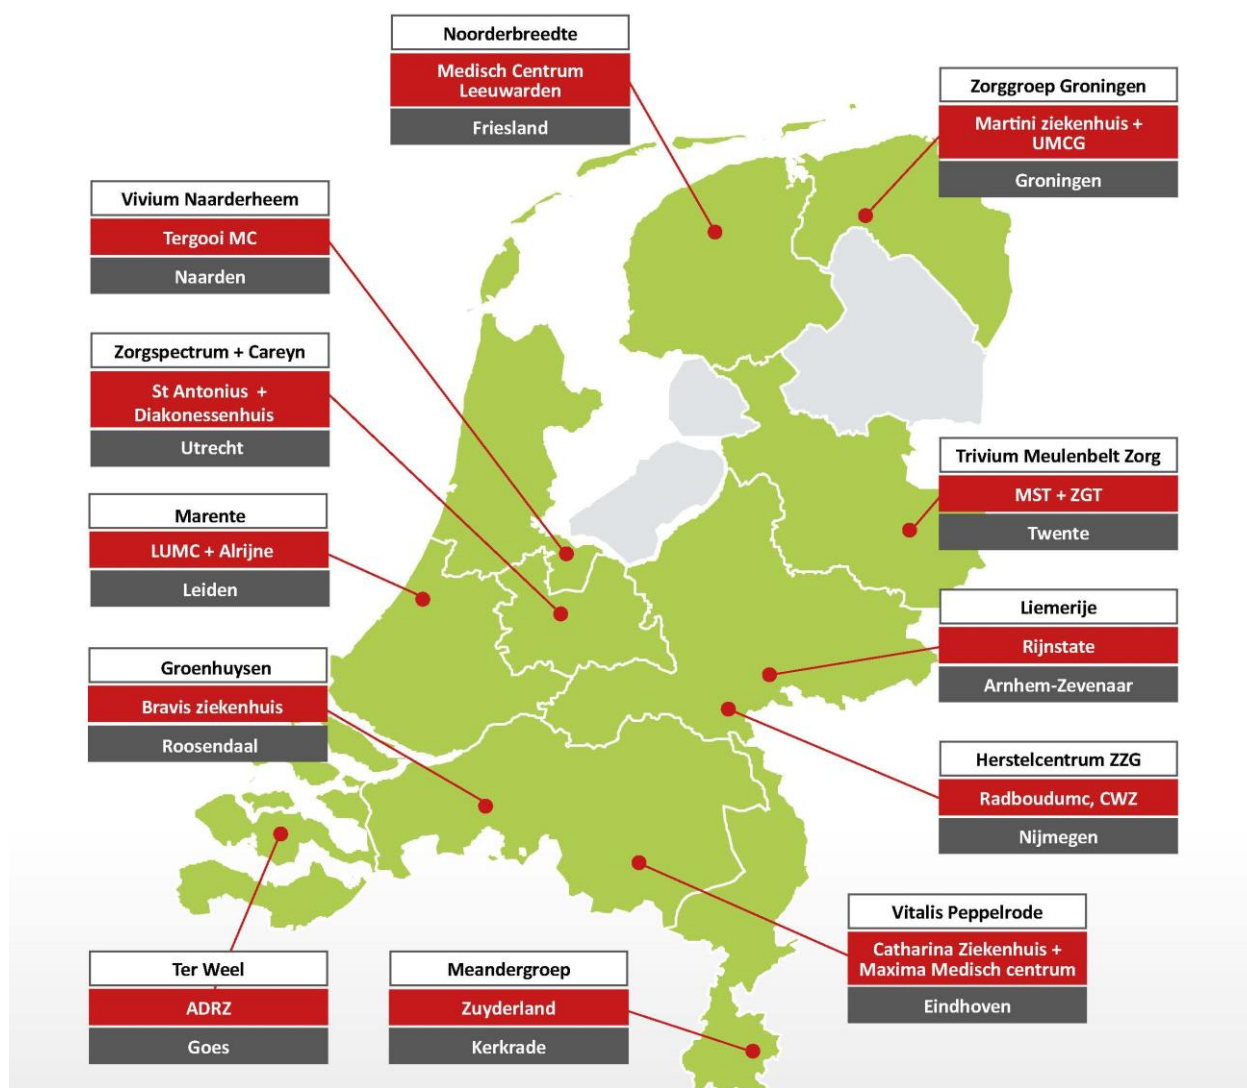 Noorderbreedte
Medisch Centrum
Leeuwarden
Friesland
Zorggroep Groningen
Martini ziekenhuis +
UMCG
Groningen
Vivium Naarderheem
Tergooi MC
Naarden
Zorgspectrum + Careyn
St Antonius +
Diakonessenhuis
Utrecht
Marente
LUMC + Alrijne
Leiden
Groenhuysen
Bravis ziekenhuis
Roosendaal
Trivium Meulenbelt Zorg
MST + ZGT
Twente
Liemerije
Rijnstate
Arnhem-Zevenaar
Herstelcentrum ZZG
Radboudumc, CWZ
Nijmegen
Vitalis Peppelrode
Catharina Ziekenhuis +
Maxima Medisch centrum
Eindhoven
Ter Weel
ADRZ
Goes
Meandergroep
Zuyderland
Kerkrade